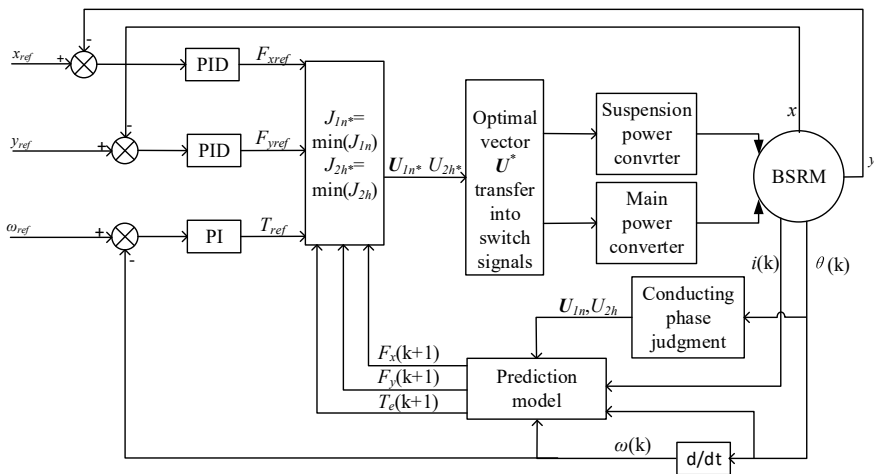 x_ref
+
-
PID
F_xref
y_ref
+
-
PID
F_yref
ω_ref
+
-
PI
T_ref
J_1n*=
min(J_1n)
J_2h*=
min(J_2h)
U_1n* U_2h*
Optimal
vector
U*
transfer
into
switch
signals
Suspension
power
convrter
Main
power
converter
BSRM
x
y
i(k)
θ(k)
Conducting
phase
judgment
U_1n,U_2h
F_x(k+1)
F_y(k+1)
T_e(k+1)
Prediction
model
ω(k)
d/dt